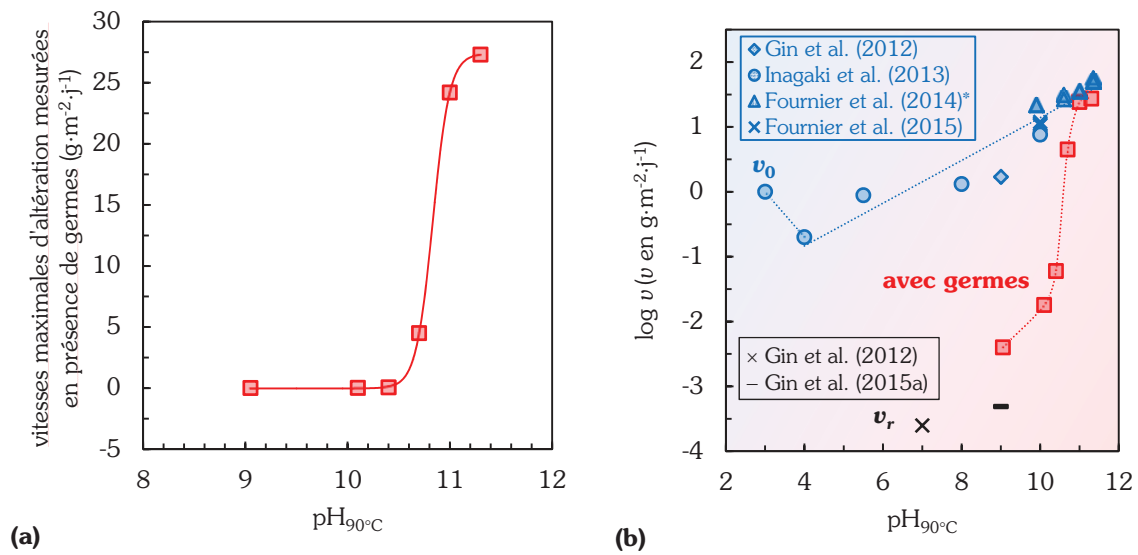 vitesses maximales d'altération mesurées
en présence de germes (g·m⁻²·j⁻¹)
30
25
20
15
10
5
0
-5
8 9 10 11 12
pH₉₀°C
(a)
log v (v en g·m⁻²·j⁻¹)
2
1
0
-1
-2
-3
-4
Gin et al. (2012)
Inagaki et al. (2013)
Fournier et al. (2014)*
Fournier et al. (2015)
v₀
avec germes
× Gin et al. (2012)
– Gin et al. (2015a)
vᵣ
2 4 6 8 10 12
pH₉₀°C
(b)